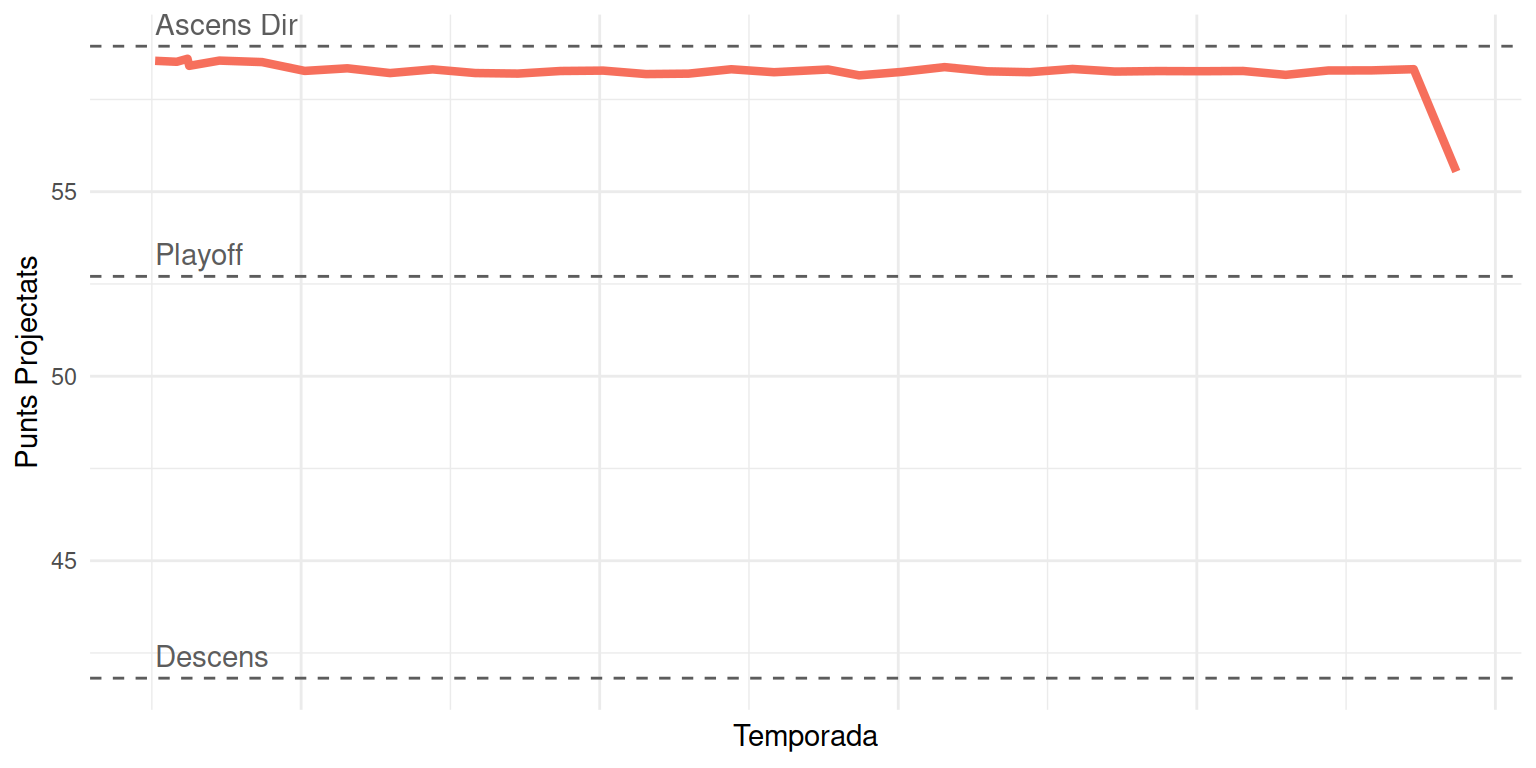 Ascens Dir
55
Playoff
50
45
Descens
Punts Projectats
Temporada